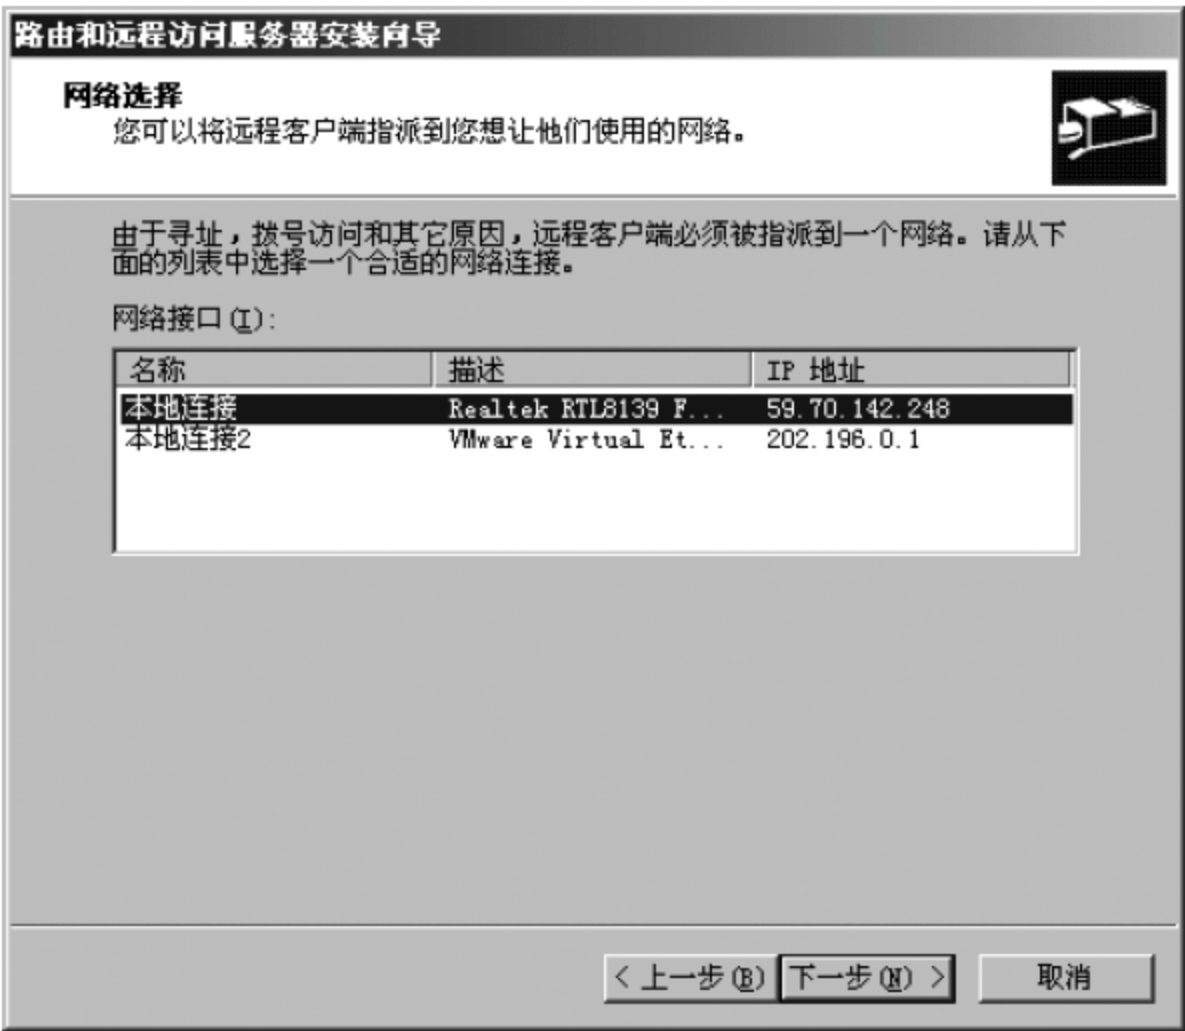 路由和远程访问服务器安装向导
网络选择
您可以将远程客户端指派到您想让他们使用的网络。
由于寻址，拨号访问和其它原因，远程客户端必须被指派到一个网络。请从下
面的列表中选择一个合适的网络连接。
网络接口(I):
名称 描述 IP 地址
本地连接 Realtek RTL8139 F... 59.70.142.248
本地连接2 VMware Virtual Et... 202.196.0.1
< 上一步(B) 下一步(N) > 取消